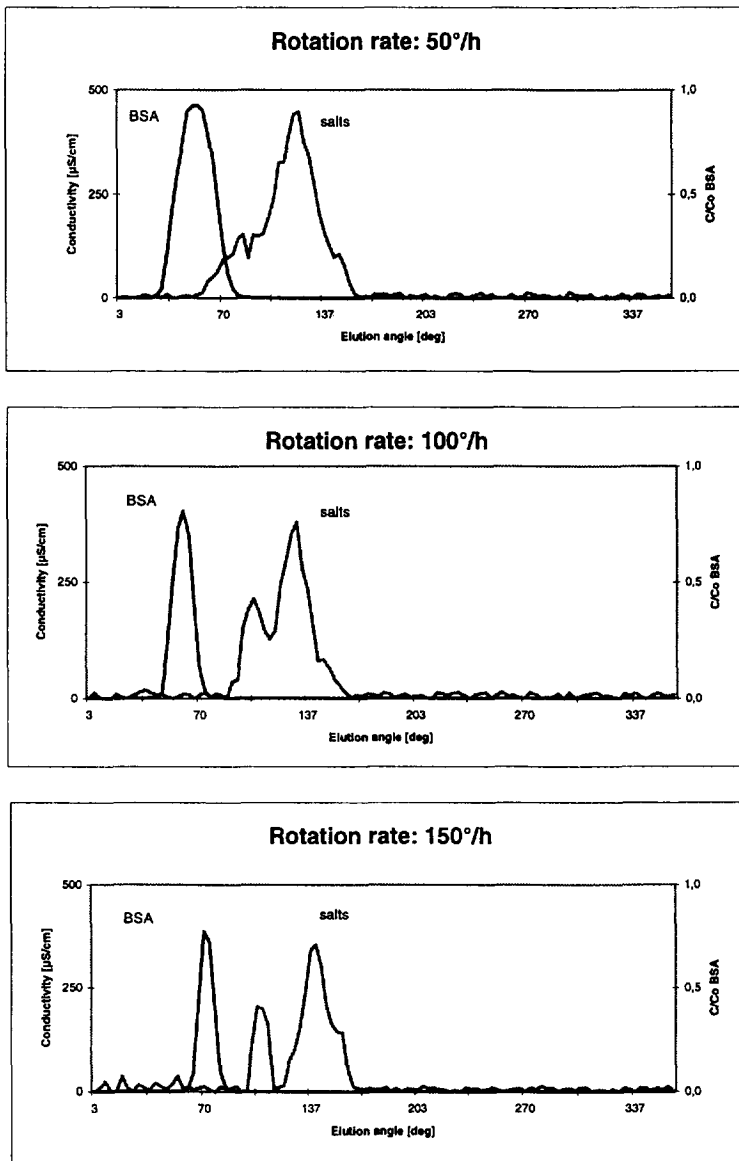 Rotation rate: 50°/h
BSA
salts
500
250
0
Conductivity [µS/cm]
1,0
0,5
0,0
C/Co BSA
3 70 137 203 270 337
Elution angle [deg]
Rotation rate: 100°/h
BSA
salts
500
250
0
Conductivity [µS/cm]
1,0
0,5
0,0
C/Co BSA
3 70 137 203 270 337
Elution angle [deg]
Rotation rate: 150°/h
BSA
salts
500
250
0
Conductivity [µS/cm]
1,0
0,5
0,0
C/Co BSA
3 70 137 203 270 337
Elution angle [deg]